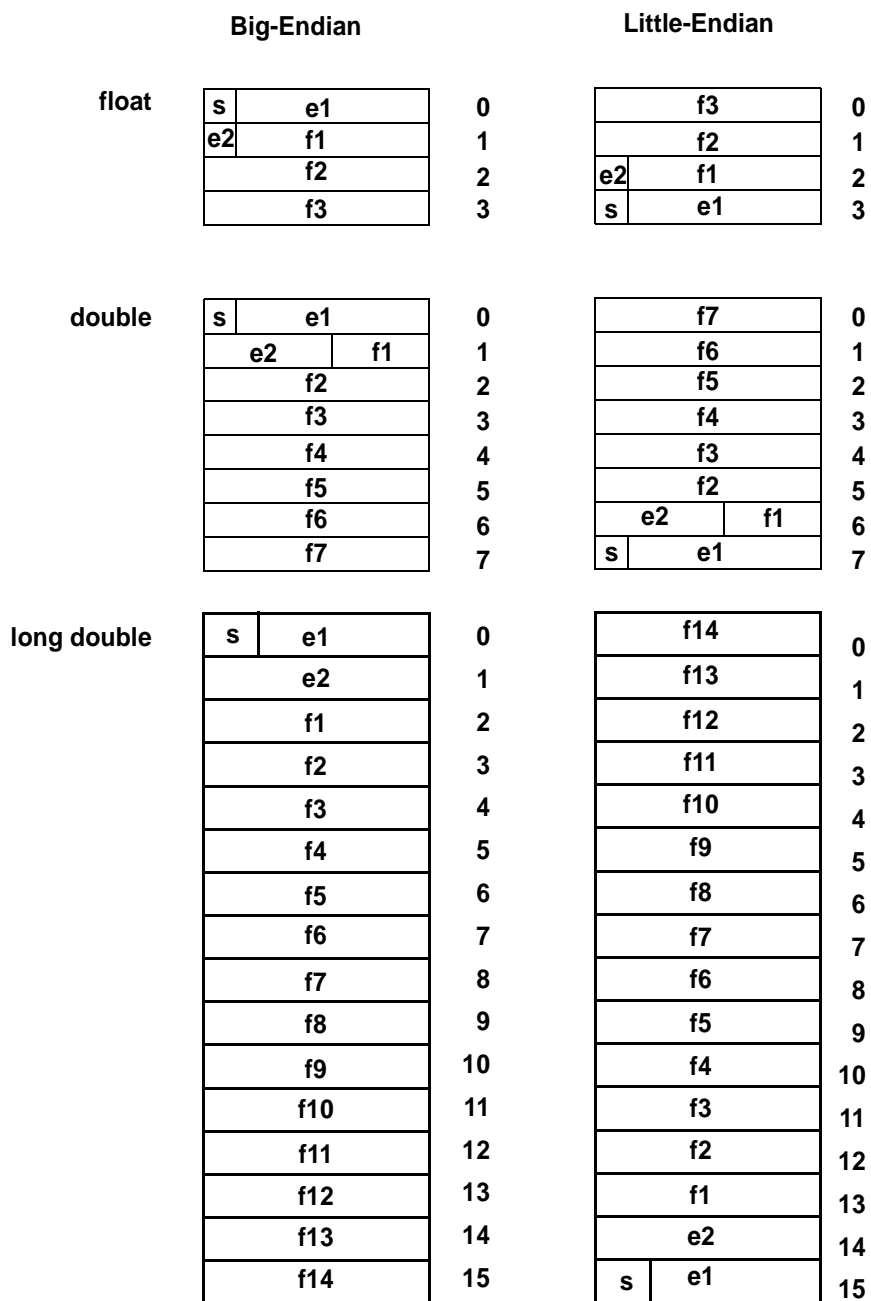 Big-Endian Little-Endian
float s e1 0 f3 0
e2 f1 1 f2 1
f2 2 e2 f1 2
f3 3 s e1 3
double s e1 0 f7 0
e2 f1 1 f6 1
f2 2 f5 2
f3 3 f4 3
f4 4 f3 4
f5 5 f2 5
f6 6 e2 f1 6
f7 7 s e1 7
long double s e1 0 f14 0
e2 1 f13 1
f1 2 f12 2
f2 3 f11 3
f3 4 f10 4
f4 5 f9 5
f5 6 f8 6
f6 7 f7 7
f7 8 f6 8
f8 9 f5 9
f9 10 f4 10
f10 11 f3 11
f11 12 f2 12
f12 13 f1 13
f13 14 e2 14
f14 15 s e1 15